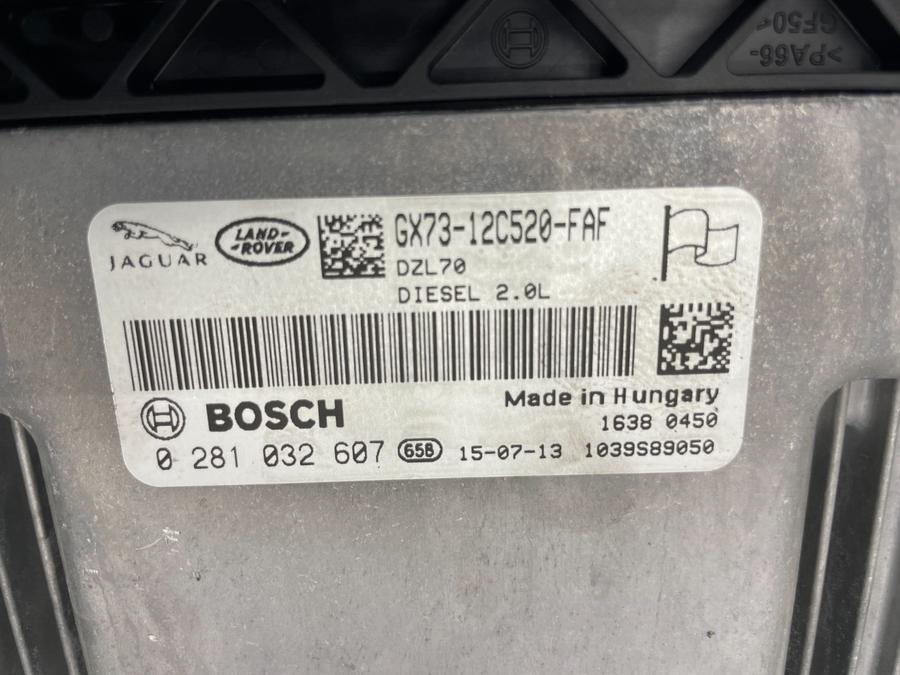 >PA66-
GF50<
JAGUAR
LAND-
-ROVER
GX73-12C520-FAF
DZL70
DIESEL 2.0L
BOSCH
Made in Hungary
1638 0450
0 281 032 607 658 15-07-13 1039S89050